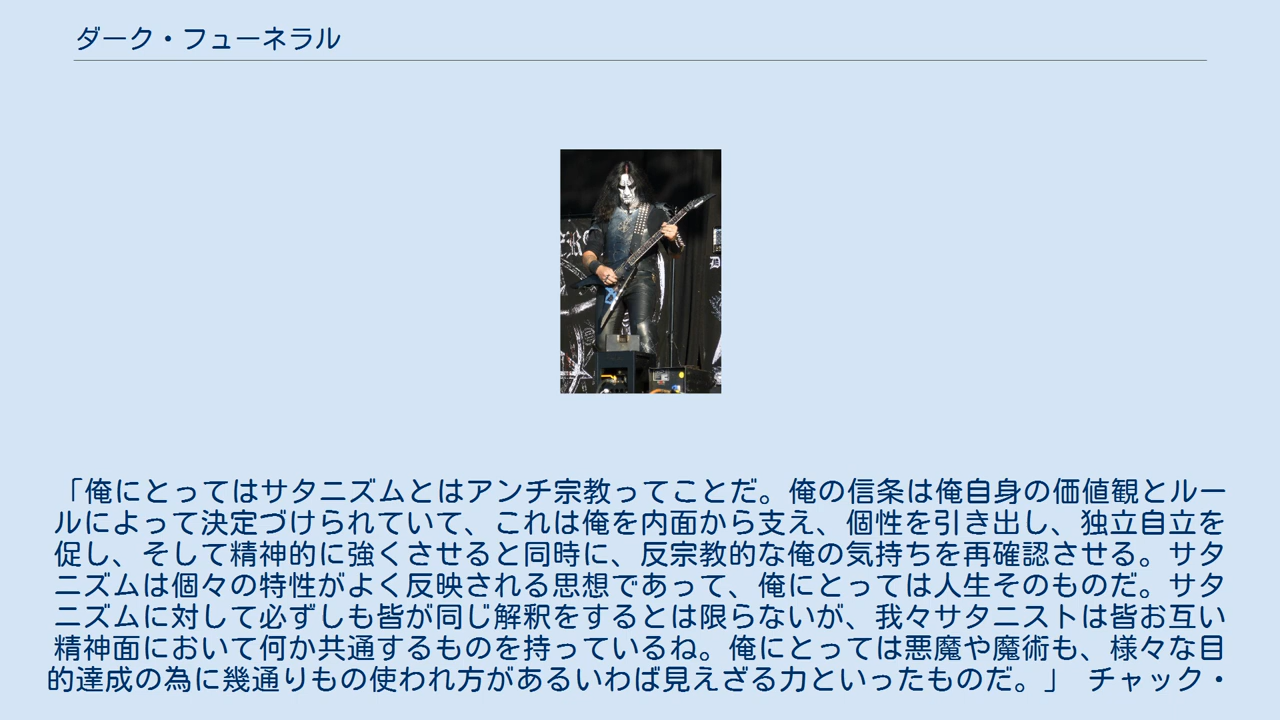 ダーク・フューネラル
「俺にとってはサタニズムとはアンチ宗教ってことだ。俺の信条は俺自身の価値観とルー
ルによって決定づけられていて、これは俺を内面から支え、個性を引き出し、独立自立を
促し、そして精神的に強くさせると同時に、反宗教的な俺の気持ちを再確認させる。サタ
ニズムは個々の特性がよく反映される思想であって、俺にとっては人生そのものだ。サタ
ニズムに対して必ずしも皆が同じ解釈をするとは限らないが、我々サタニストは皆お互い
精神面において何か共通するものを持っているね。俺にとっては悪魔や魔術も、様々な目
的達成の為に幾通りもの使われ方があるいわば見えざる力といったものだ。」 チャック・